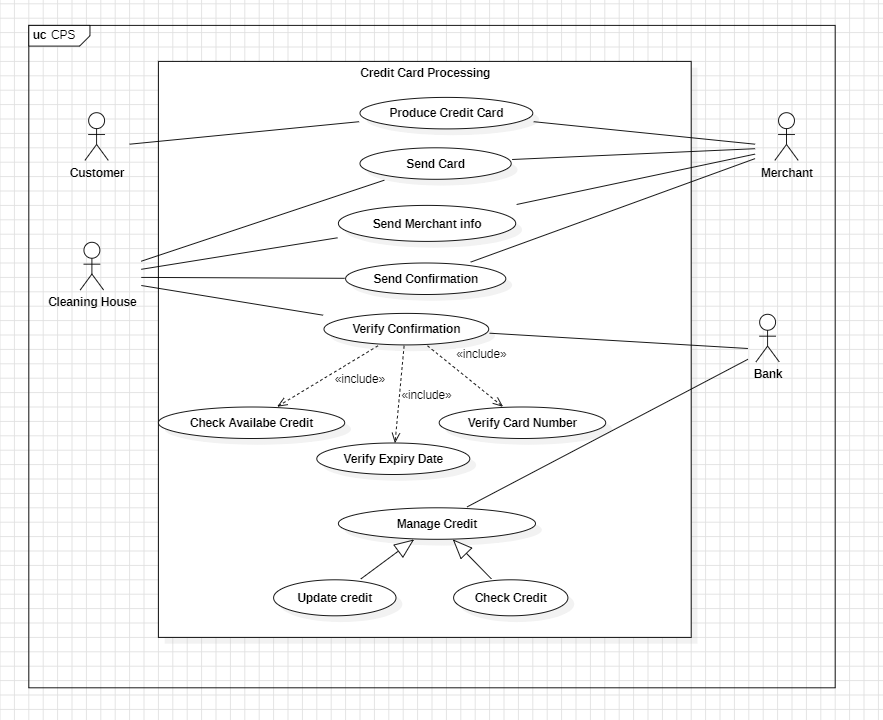 uc CPS
Credit Card Processing
Produce Credit Card
Customer
Send Card
Merchant
Send Merchant info
Send Confirmation
Cleaning House
Verify Confirmation
«include»
«include»
«include»
Bank
Check Availabe Credit
Verify Card Number
Verify Expiry Date
Manage Credit
Update credit
Check Credit